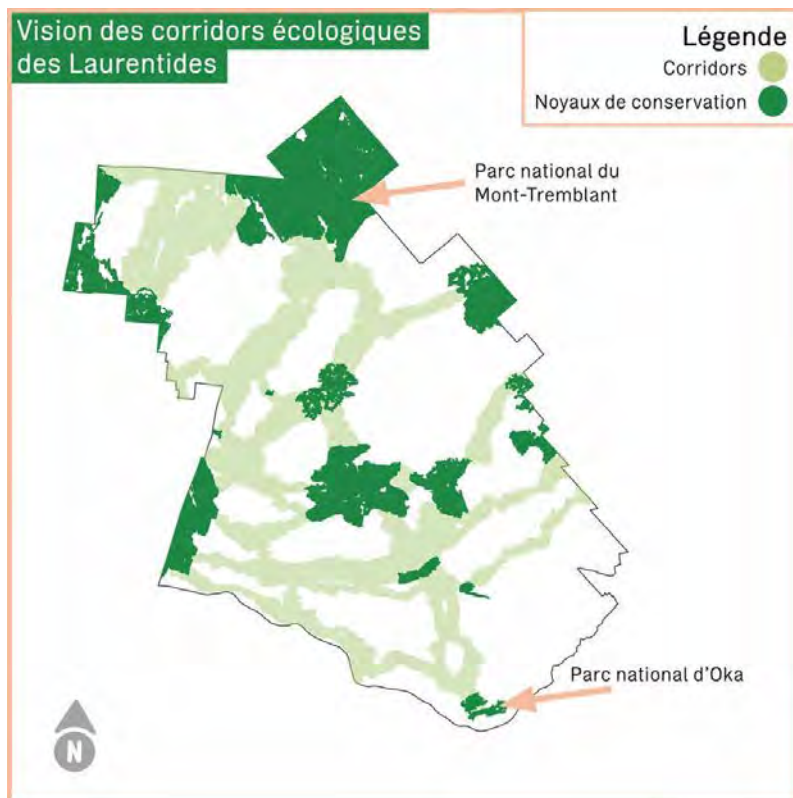 Vision des corridors écologiques
des Laurentides
Légende
Corridors
Noyaux de conservation
Parc national du
Mont-Tremblant
Parc national d'Oka
N